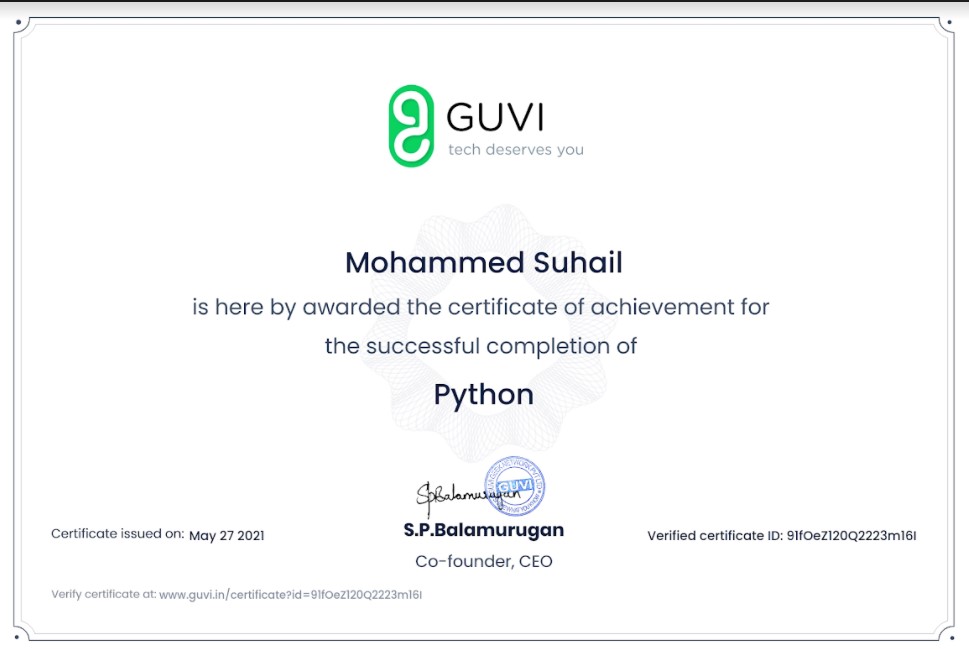 GUVI
tech deserves you
Mohammed Suhail
is here by awarded the certificate of achievement for
the successful completion of
Python
SpBalamurugan
GUVI
S.P.Balamurugan
Co-founder, CEO
Certificate issued on: May 27 2021
Verified certificate ID: 91fOeZ120Q2223m16I
Verify certificate at: www.guvi.in/certificate?id=91fOeZ120Q2223m16I